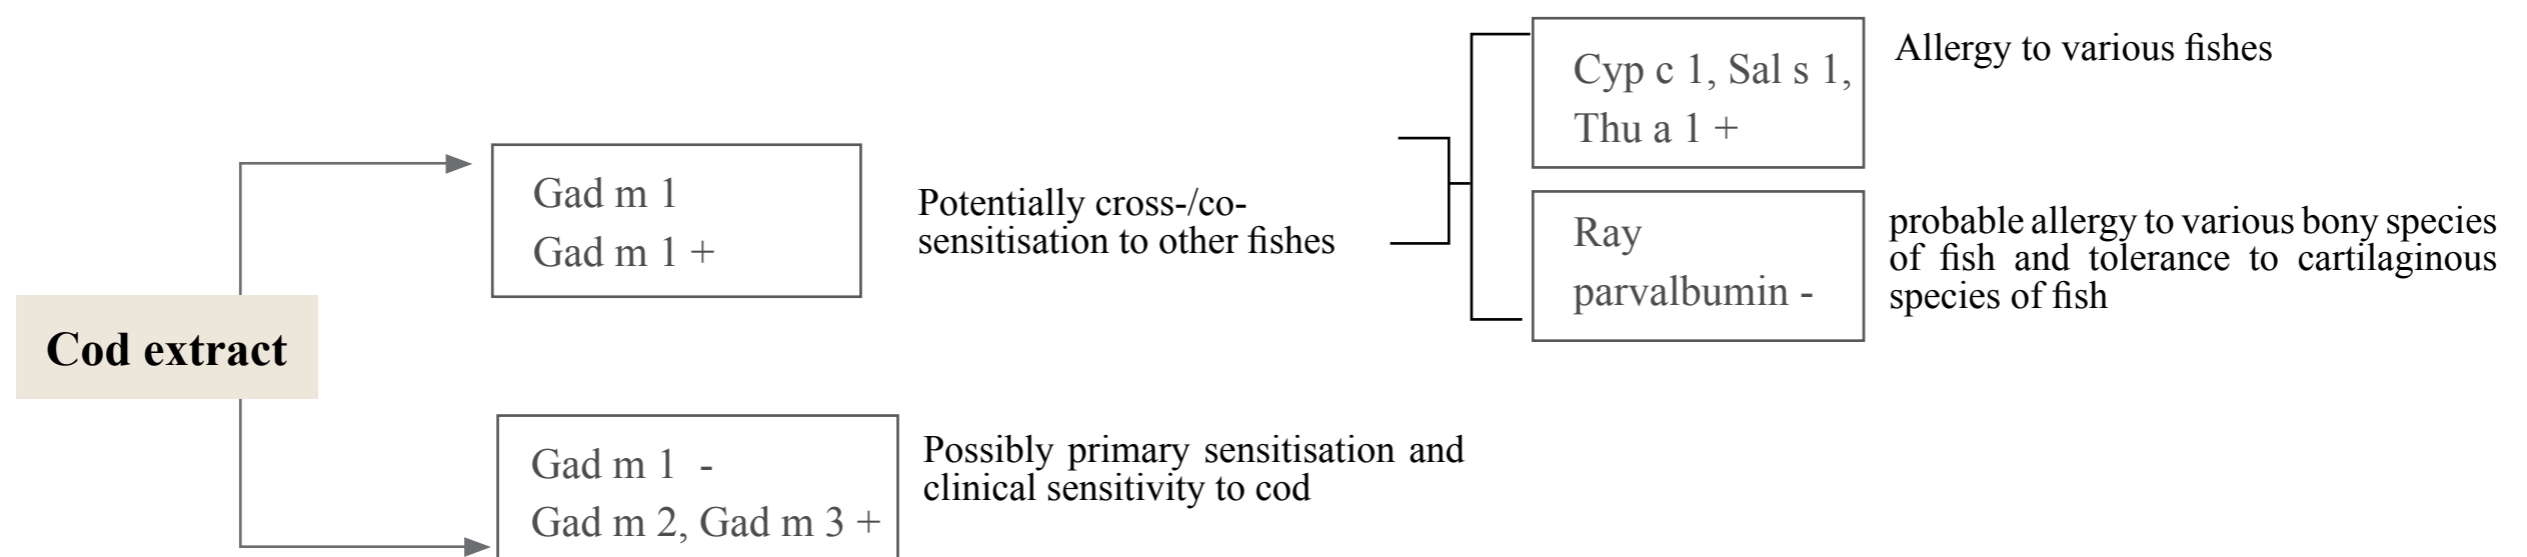 Cod extract
Gad m 1
Gad m 1 +
Potentially cross-/co-
sensitisation to other fishes
Cyp c 1, Sal s 1,
Thu a 1 +
Allergy to various fishes
Ray
parvalbumin -
probable allergy to various bony species
of fish and tolerance to cartilaginous
species of fish
Gad m 1 -
Gad m 2, Gad m 3 +
Possibly primary sensitisation and
clinical sensitivity to cod